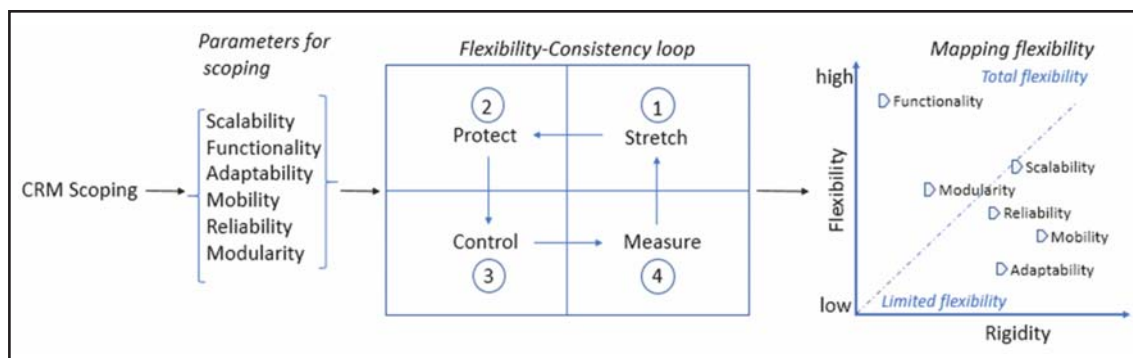 Parameters for
scoping
Flexibility-Consistency loop
Mapping flexibility
CRM Scoping
Scalability
Functionality
Adaptability
Mobility
Reliability
Modularity
2
Protect
1
Stretch
Control
3
Measure
4
high
Total flexibility
Functionality
Scalability
Modularity
Reliability
Mobility
Adaptability
Flexibility
low
Limited flexibility
Rigidity